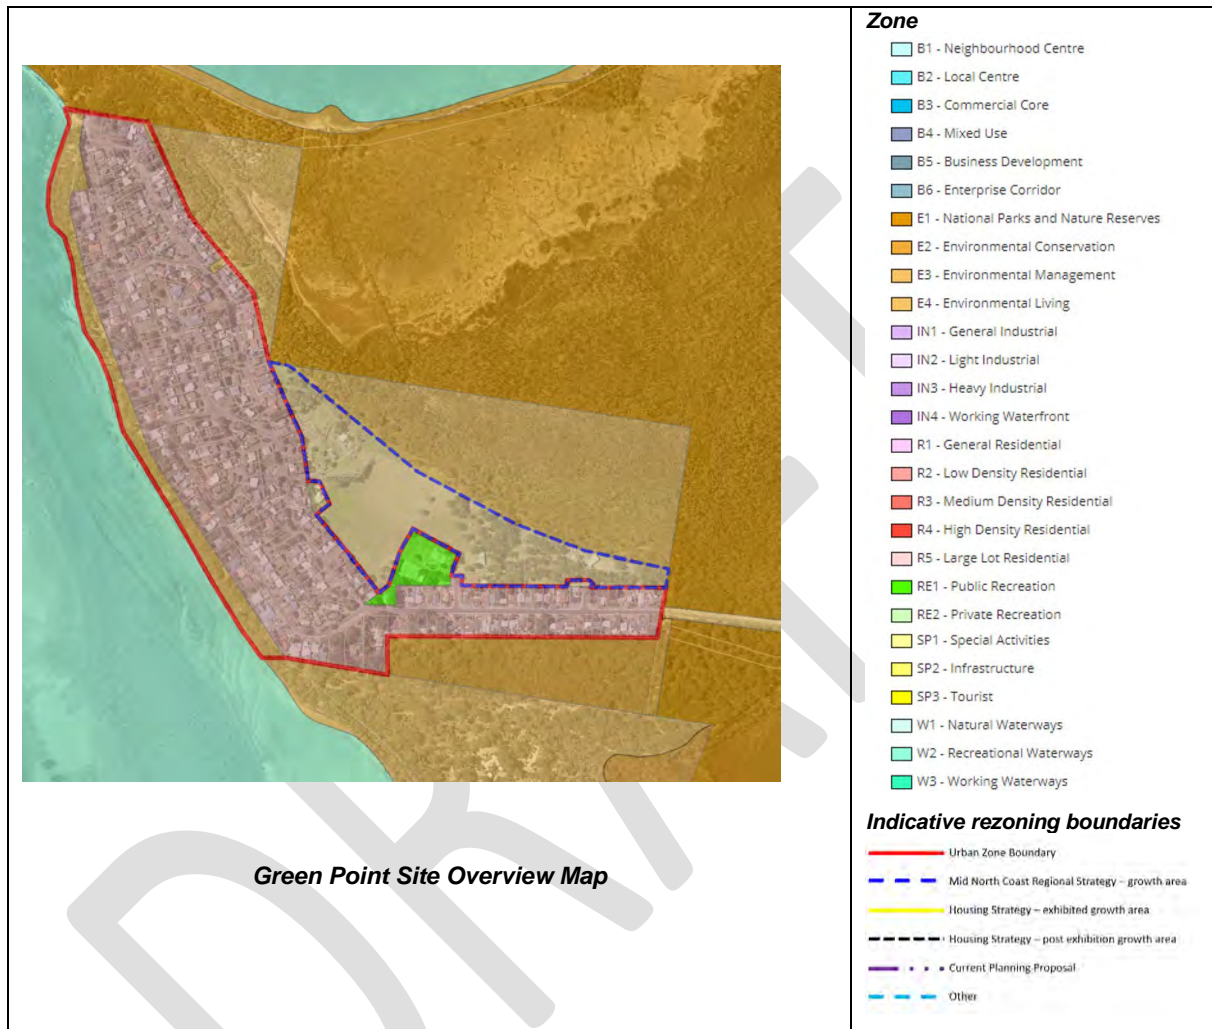 Zone
B1 - Neighbourhood Centre
B2 - Local Centre
B3 - Commercial Core
B4 - Mixed Use
B5 - Business Development
B6 - Enterprise Corridor
E1 - National Parks and Nature Reserves
E2 - Environmental Conservation
E3 - Environmental Management
E4 - Environmental Living
IN1 - General Industrial
IN2 - Light Industrial
IN3 - Heavy Industrial
IN4 - Working Waterfront
R1 - General Residential
R2 - Low Density Residential
R3 - Medium Density Residential
R4 - High Density Residential
R5 - Large Lot Residential
RE1 - Public Recreation
RE2 - Private Recreation
SP1 - Special Activities
SP2 - Infrastructure
SP3 - Tourist
W1 - Natural Waterways
W2 - Recreational Waterways
W3 - Working Waterways
Indicative rezoning boundaries
Urban Zone Boundary
Mid North Coast Regional Strategy – growth area
Housing Strategy – exhibited growth area
Housing Strategy – post exhibition growth area
Current Planning Proposal
Other
Green Point Site Overview Map
DRAFT